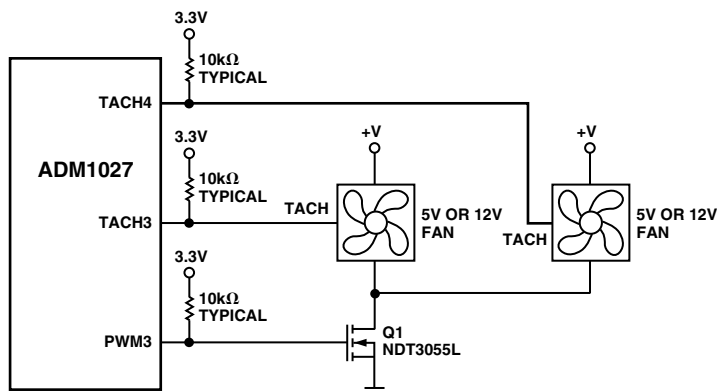 3.3V
10kΩ
TYPICAL
TACH4
3.3V
+V
+V
ADM1027
10kΩ
TYPICAL
TACH3
TACH
5V OR 12V
FAN
TACH
5V OR 12V
FAN
3.3V
10kΩ
TYPICAL
PWM3
Q1
NDT3055L